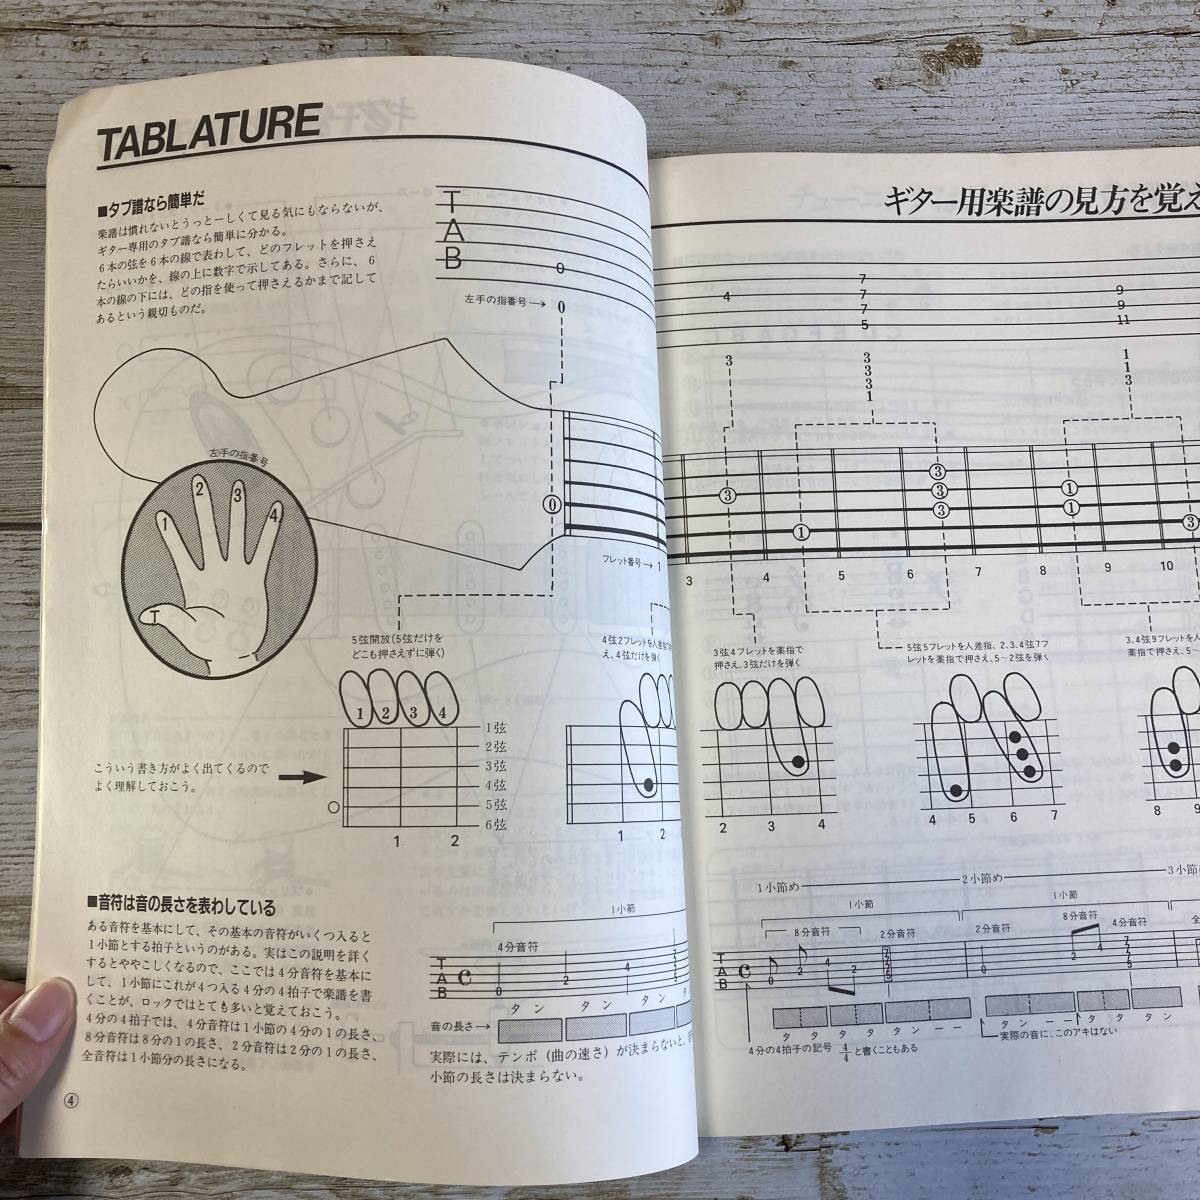 TABLATURE
■タブ譜なら簡単だ
楽譜は慣れないとうっとーしくて見る気にもならないが、
ギター専用のタブ譜なら簡単に分かる。
6本の弦を6本の線で表わして、どのフレットを押さえ
たらいいかを、線の上に数字で示してある。さらに、6
本の線の下には、どの指を使って押さえるかまで記して
あるという親切ものだ。
T
A
B
0
左手の指番号→ 0
左手の指番号
1
2
3
4
T
0
フレット番号→ 1
5弦開放(5弦だけを
どこも押さえずに弾く)
4弦2フレットを人差指
え、4弦だけを弾く)
1 2 3 4
1弦
2弦
3弦
4弦
5弦
6弦
1 2
1 2
こういう書き方がよく出てくるので
よく理解しておこう。
■音符は音の長さを表わしている
ある音符を基本にして、その基本の音符がいくつ入ると
1小節とする拍子というのがある。実はこの説明を詳く
するとややこしくなるので、ここでは4分音符を基本に
して、1小節にこれが4つ入る4分の4拍子で楽譜を書
くことが、ロックではとても多いと覚えておこう。
4分の4拍子では、4分音符は1小節の4分の1の長さ、
8分音符は8分の1の長さ、2分音符は2分の1の長さ、
全音符は1小節分の長さになる。
1小節
4分音符
T
A
B
C
0 2 4
タン タン タン タ
音の長さ→
実際には、テンポ(曲の速さ)が決まらないと、
小節の長さは決まらない。
④
ギター用楽譜の見方を覚え
4
7
7
7
5
9
9
11
3
3
3
3
1
1
1
3
3
1
3
3
3
1
1
3
3 4 5 6 7 8 9 10
3弦4フレットを薬指で
押さえ、3弦だけを弾く
5弦5フレットを人差指、2、3、4弦7フ
レットを薬指で押さえ、5～2弦を弾く
3、4弦9フレットを人
薬指で押さえ、5～
2 3 4
4 5 6 7
8 9
1小節め
2小節め
3小節
1小節
1小節
8分音符
2分音符
2分音符
8分音符
4分音符
全
T
A
B
C
0 2 4 2
0 2 4
タ タ タ タ タン ー ー
タン ー ー タ タ タン
4分の4拍子の記号 4/4 と書くこともある
実際の音に、このアキはない